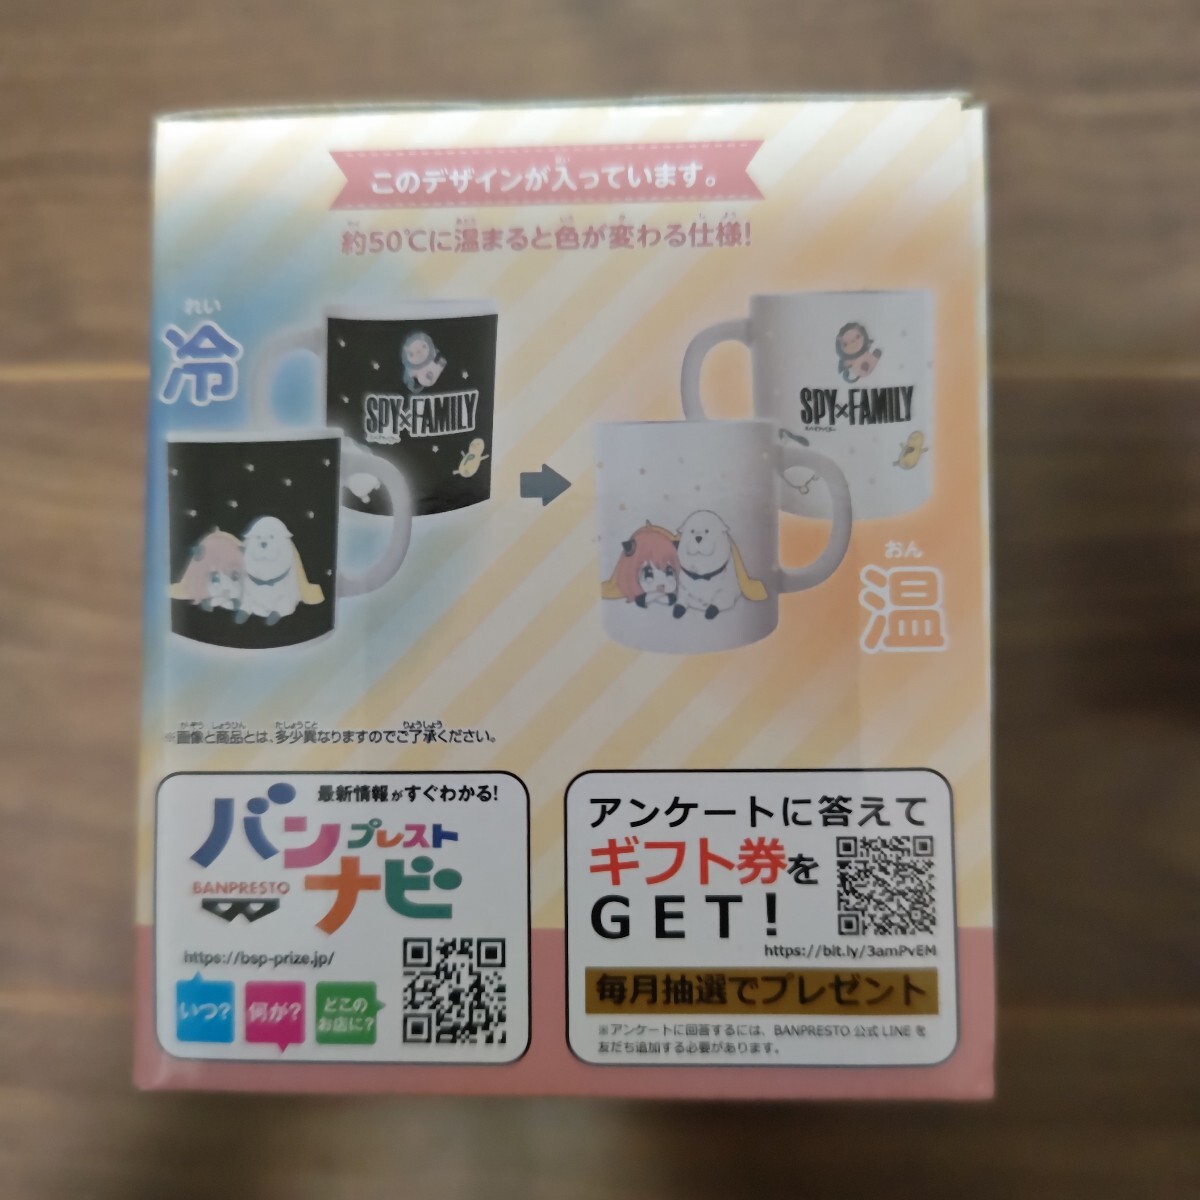 このデザインが入っています。
約50℃に温まると色が変わる仕様!
れい
冷
SPY×FAMILY
SPY×FAMILY
おん
温
※画像と商品とは、多少異なりますのでご了承ください。
最新情報がすぐわかる!
バンプレスト
ナビ
BANPRESTO
https://bsp-prize.jp/
いつ?
何が?
どこの
お店に?
アンケートに答えて
ギフト券を
GET!
https://bit.ly/3amPvEM
毎月抽選でプレゼント
※アンケートに回答するには、BANPRESTO 公式 LINE を
友だち追加する必要があります。